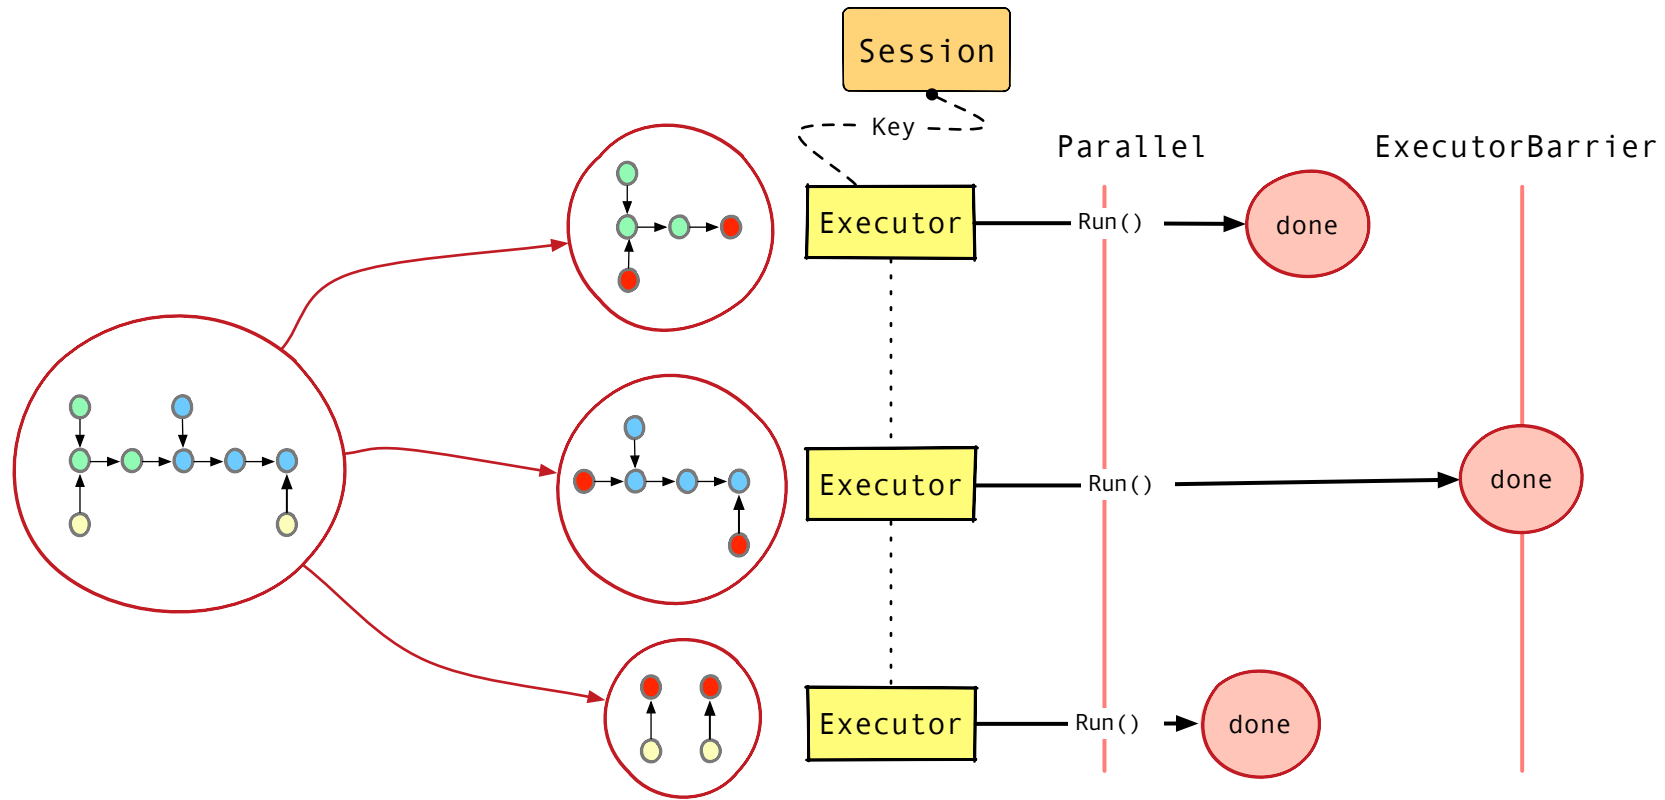 Session
Key
Parallel
ExecutorBarrier
Executor
Run()
done
Executor
Run()
done
Executor
Run()
done